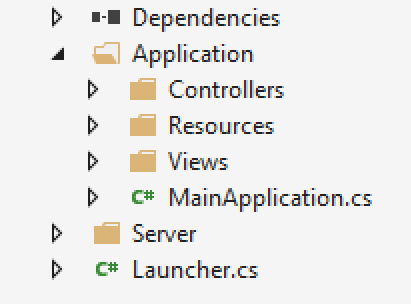 Dependencies
Application
Controllers
Resources
Views
C# MainApplication.cs
Server
C# Launcher.cs